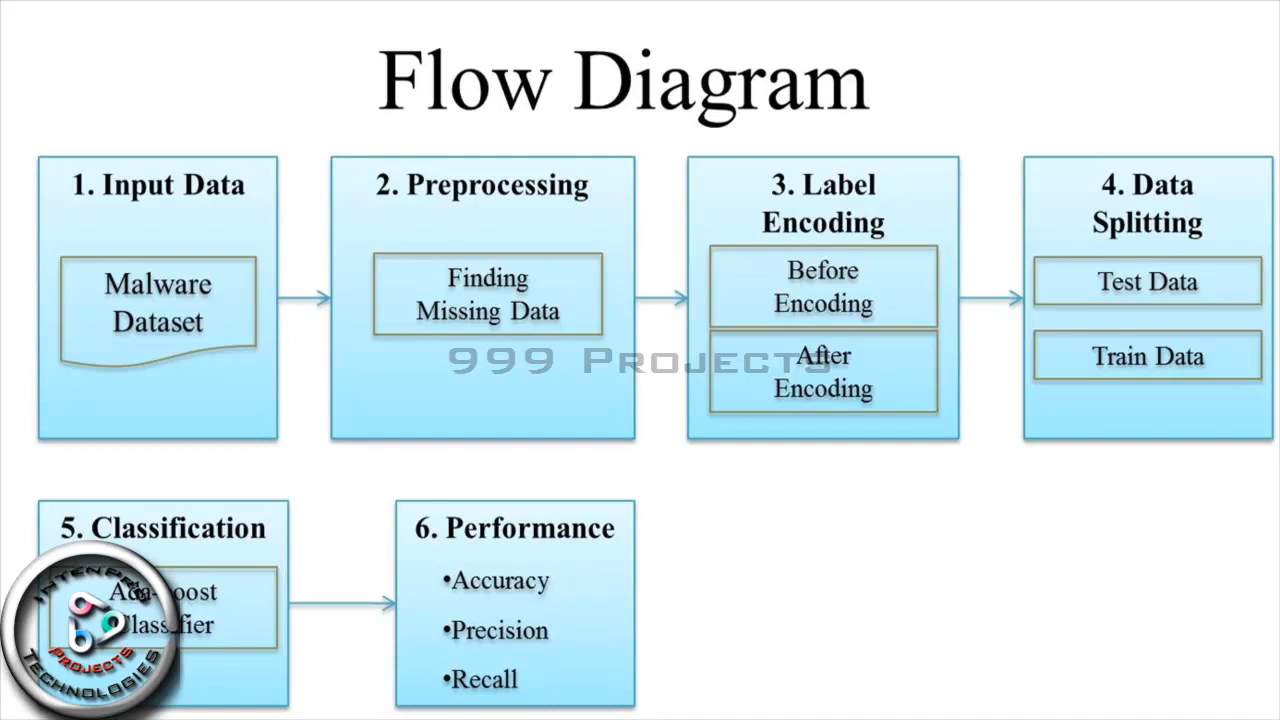 Flow Diagram
1. Input Data
Malware
Dataset
2. Preprocessing
Finding
Missing Data
3. Label
Encoding
Before
Encoding
After
Encoding
4. Data
Splitting
Test Data
Train Data
999 Projects
5. Classification
Classifier
6. Performance
•Accuracy
•Precision
•Recall
Projects
Technologies